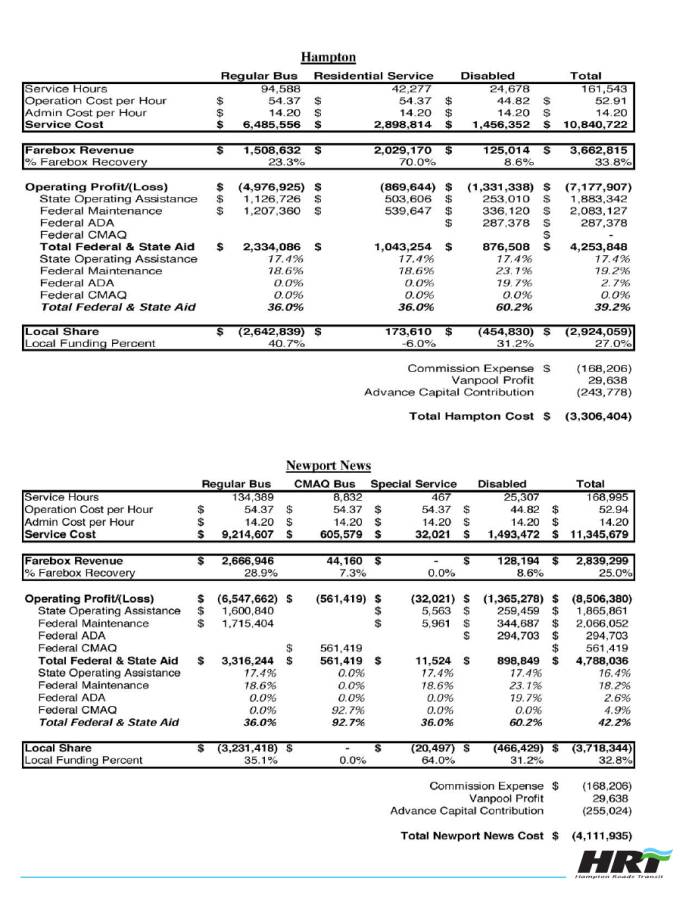 Hampton
Regular Bus Residential Service Disabled Total
Service Hours 94,588 42,277 24,678 161,543
Operation Cost per Hour $ 54.37 $ 54.37 $ 44.82 $ 52.91
Admin Cost per Hour $ 14.20 $ 14.20 $ 14.20 $ 14.20
Service Cost $ 6,485,556 $ 2,898,814 $ 1,456,352 $ 10,840,722
Farebox Revenue $ 1,508,632 $ 2,029,170 $ 125,014 $ 3,662,815
% Farebox Recovery 23.3% 70.0% 8.6% 33.8%
Operating Profit/(Loss) $ (4,976,925) $ (869,644) $ (1,331,338) $ (7,177,907)
State Operating Assistance $ 1,126,726 $ 503,606 $ 253,010 $ 1,883,342
Federal Maintenance $ 1,207,360 $ 539,647 $ 336,120 $ 2,083,127
Federal ADA $ 287,378 $ 287,378
Federal CMAQ $ -
Total Federal & State Aid $ 2,334,086 $ 1,043,254 $ 876,508 $ 4,253,848
State Operating Assistance 17.4% 17.4% 17.4% 17.4%
Federal Maintenance 18.6% 18.6% 23.1% 19.2%
Federal ADA 0.0% 0.0% 19.7% 2.7%
Federal CMAQ 0.0% 0.0% 0.0% 0.0%
Total Federal & State Aid 36.0% 36.0% 60.2% 39.2%
Local Share $ (2,642,839) $ 173,610 $ (454,830) $ (2,924,059)
Local Funding Percent 40.7% -6.0% 31.2% 27.0%
Commission Expense $ (168,206)
Vanpool Profit 29,638
Advance Capital Contribution (243,778)
Total Hampton Cost $ (3,306,404)
Newport News
Regular Bus CMAQ Bus Special Service Disabled Total
Service Hours 134,389 8,832 467 25,307 168,995
Operation Cost per Hour $ 54.37 $ 54.37 $ 54.37 $ 44.82 $ 52.94
Admin Cost per Hour $ 14.20 $ 14.20 $ 14.20 $ 14.20 $ 14.20
Service Cost $ 9,214,607 $ 605,579 $ 32,021 $ 1,493,472 $ 11,345,679
Farebox Revenue $ 2,666,946 44,160 $ - $ 128,194 $ 2,839,299
% Farebox Recovery 28.9% 7.3% 0.0% 8.6% 25.0%
Operating Profit/(Loss) $ (6,547,662) $ (561,419) $ (32,021) $ (1,365,278) $ (8,506,380)
State Operating Assistance $ 1,600,840 $ 5,563 $ 259,459 $ 1,865,861
Federal Maintenance $ 1,715,404 $ 5,961 $ 344,687 $ 2,066,052
Federal ADA $ 294,703 $ 294,703
Federal CMAQ $ 561,419 $ 561,419
Total Federal & State Aid $ 3,316,244 $ 561,419 $ 11,524 $ 898,849 $ 4,788,036
State Operating Assistance 17.4% 0.0% 17.4% 17.4% 16.4%
Federal Maintenance 18.6% 0.0% 18.6% 23.1% 18.2%
Federal ADA 0.0% 0.0% 0.0% 19.7% 2.6%
Federal CMAQ 0.0% 92.7% 0.0% 0.0% 4.9%
Total Federal & State Aid 36.0% 92.7% 36.0% 60.2% 42.2%
Local Share $ (3,231,418) $ - $ (20,497) $ (466,429) $ (3,718,344)
Local Funding Percent 35.1% 0.0% 64.0% 31.2% 32.8%
Commission Expense $ (168,206)
Vanpool Profit 29,638
Advance Capital Contribution (255,024)
Total Newport News Cost $ (4,111,935)
HRT
Hampton Roads Transit